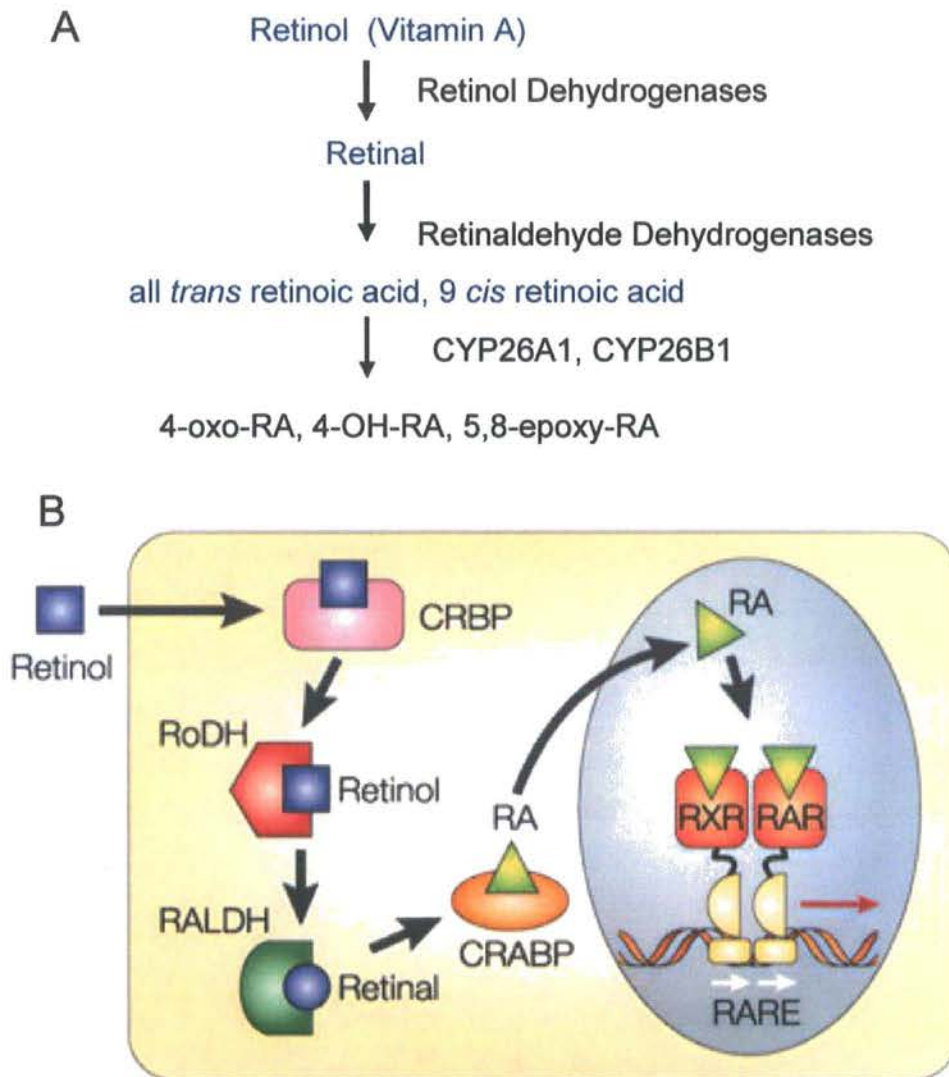 A
Retinol (Vitamin A)
Retinol Dehydrogenases
Retinal
Retinaldehyde Dehydrogenases
all trans retinoic acid, 9 cis retinoic acid
CYP26A1, CYP26B1
4-oxo-RA, 4-OH-RA, 5,8-epoxy-RA
B
Retinol
CRBP
RoDH
Retinol
RALDH
Retinal
RA
CRABP
RA
RXR RAR
RARE